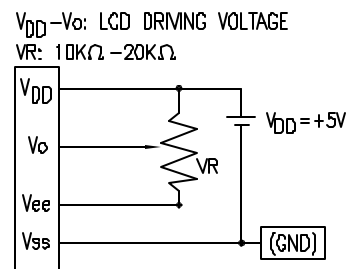 VDD-Vo: LCD DRIVING VOLTAGE
VR: 10KΩ-20KΩ
VDD
VDD=+5V
Vo
VR
Vee
Vss
(GND)